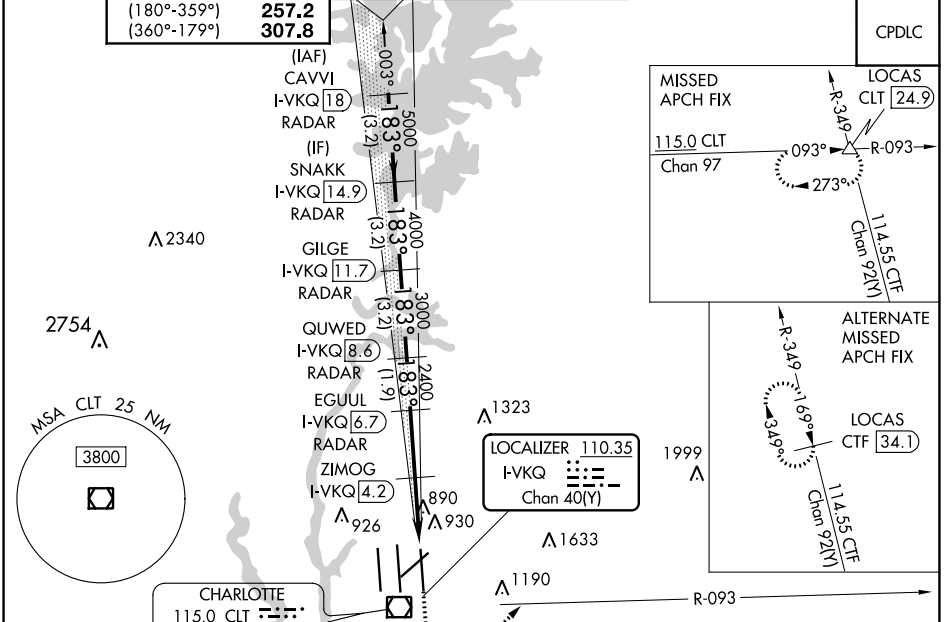 (180°-359°) 257.2
(360°-179°) 307.8
CPDLC
(IAF)
CAVVI
I-VKQ 18
RADAR
003°
183°
5000
(3.2)
(IF)
SNAKK
I-VKQ 14.9
RADAR
183°
4000
(3.2)
GILGE
I-VKQ 11.7
RADAR
183°
3000
(3.2)
QUWED
I-VKQ 8.6
RADAR
183°
2400
(1.9)
EGUUL
I-VKQ 6.7
RADAR
ZIMOG
I-VKQ 4.2
2340
2754
MSA CLT 25 NM
3800
1323
890
930
926
1999
1633
1190
LOCALIZER 110.35
I-VKQ
Chan 40(Y)
CHARLOTTE
115.0 CLT
R-093
MISSED
APCH FIX
LOCAS
CLT 24.9
R-349
115.0 CLT
Chan 97
093°
R-093
273°
114.55 CTF
Chan 92(Y)
ALTERNATE
MISSED
APCH FIX
R-349
169°
349°
LOCAS
CTF 34.1
114.55 CTF
Chan 92(Y)